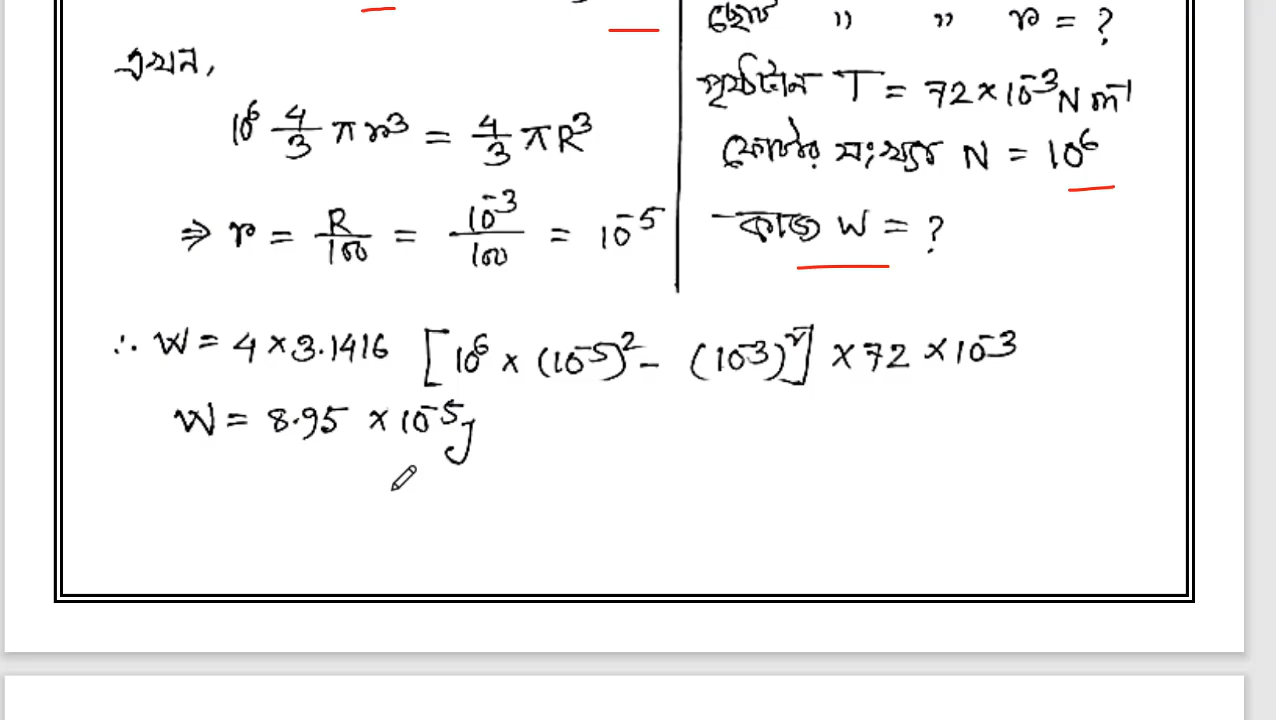 ছোট " " r = ?
এখন,
পৃষ্ঠটান T = 72 × 10⁻³ N m⁻¹
10⁶ 4/3 π r³ = 4/3 π R³
ফোটার সংখ্যা N = 10⁶
⇒ r = R/100 = 10⁻³/100 = 10⁻⁵
কাজ W = ?
∴ W = 4 × 3.1416 [10⁶ × (10⁻⁵)² - (10⁻³)²] × 72 × 10⁻³
W = 8.95 × 10⁻⁵ J